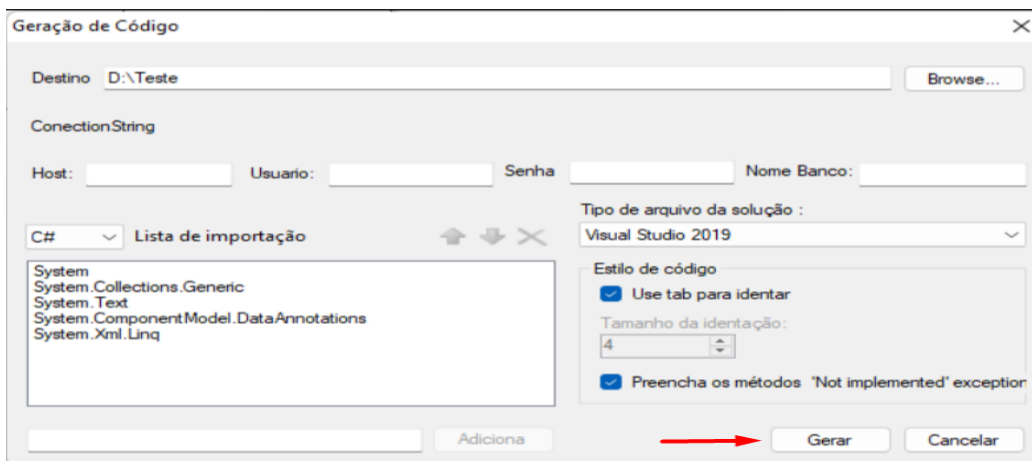 Geração de Código
Destino D:\Teste Browse...
ConectionString
Host: Usuario: Senha Nome Banco:
Tipo de arquivo da solução :
C# Lista de importação Visual Studio 2019
System
System.Collections.Generic
System.Text
System.ComponentModel.DataAnnotations
System.Xml.Linq
Estilo de código
Use tab para identar
Tamanho da identação:
4
Preencha os métodos "Not implemented" exception
Adiciona Gerar Cancelar